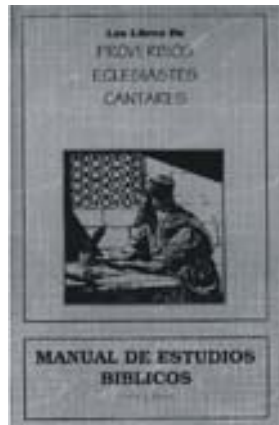 Los Libros De
PROVERBIOS
ECLESIASTES
CANTARES
MANUAL DE ESTUDIOS
BIBLICOS